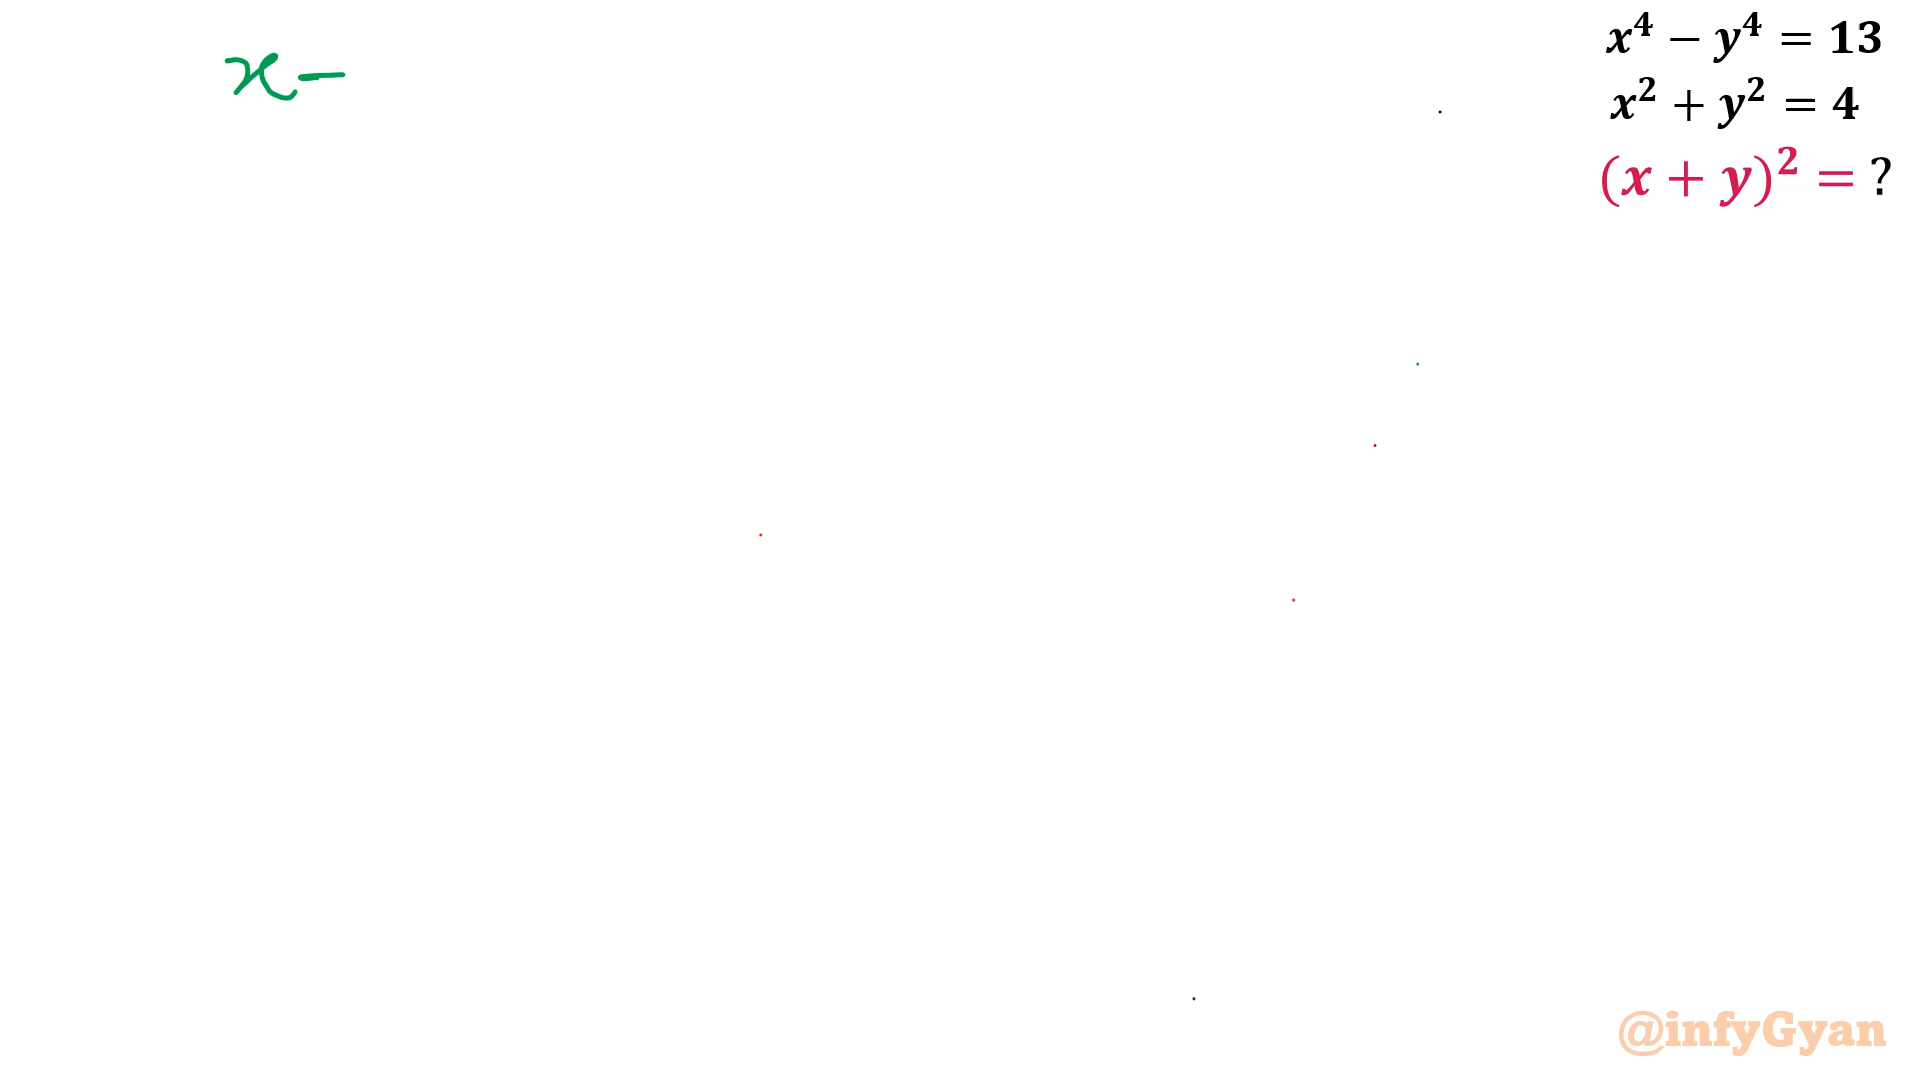 x⁴ − y⁴ = 13
x² + y² = 4
(x + y)² = ?
x −
@infyGyan